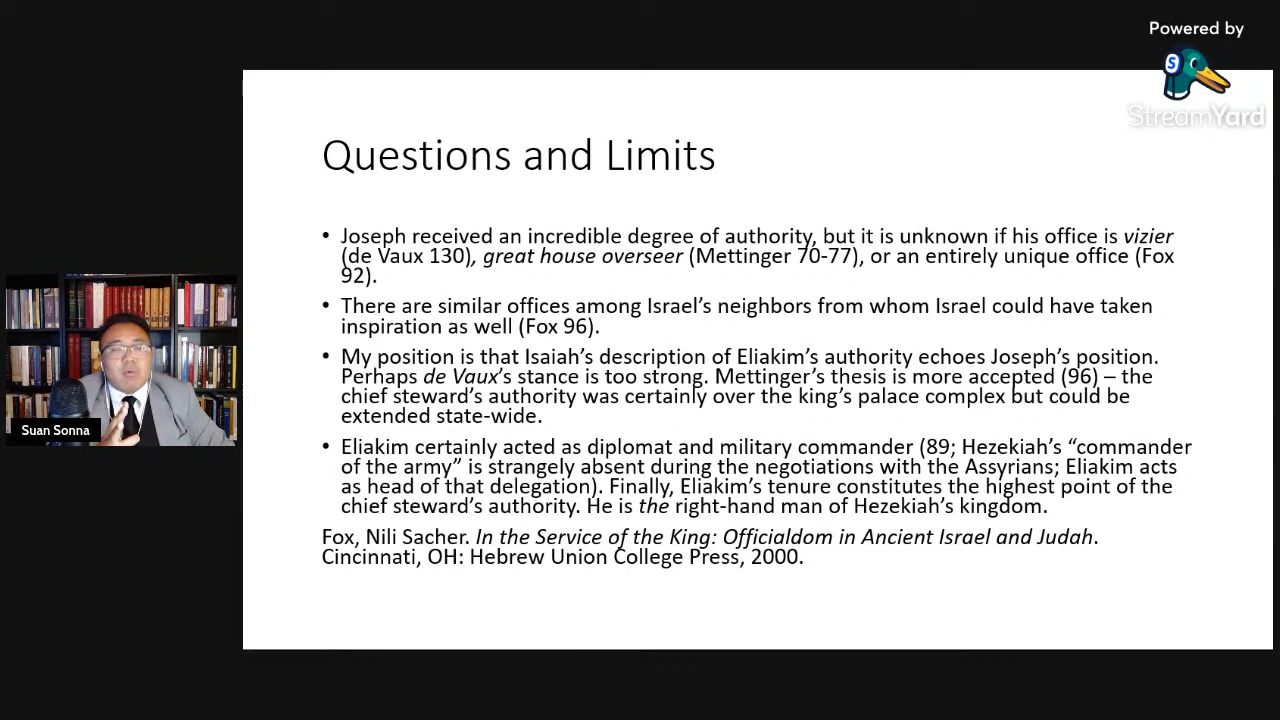 Powered by
S
StreamYard
Questions and Limits
• Joseph received an incredible degree of authority, but it is unknown if his office is vizier
(de Vaux 130), great house overseer (Mettinger 70-77), or an entirely unique office (Fox
92).
• There are similar offices among Israel’s neighbors from whom Israel could have taken
inspiration as well (Fox 96).
• My position is that Isaiah’s description of Eliakim’s authority echoes Joseph’s position.
Perhaps de Vaux’s stance is too strong. Mettinger’s thesis is more accepted (96) – the
chief steward’s authority was certainly over the king’s palace complex but could be
extended state-wide.
• Eliakim certainly acted as diplomat and military commander (89; Hezekiah’s “commander
of the army” is strangely absent during the negotiations with the Assyrians; Eliakim acts
as head of that delegation). Finally, Eliakim’s tenure constitutes the highest point of the
chief steward’s authority. He is the right-hand man of Hezekiah’s kingdom.
Fox, Nili Sacher. In the Service of the King: Officialdom in Ancient Israel and Judah.
Cincinnati, OH: Hebrew Union College Press, 2000.
Suan Sonna